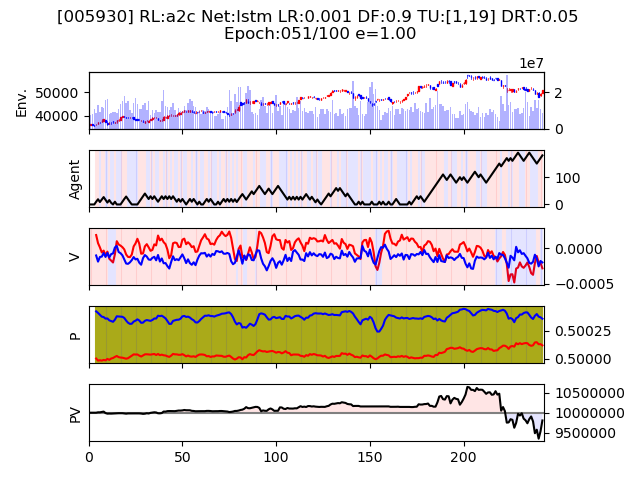 [005930] RL:a2c Net:lstm LR:0.001 DF:0.9 TU:[1,19] DRT:0.05
Epoch:051/100 e=1.00
1e7
Env.
50000
40000
2
0
Agent
100
0
V
0.0000
−0.0005
P
0.50025
0.50000
PV
10500000
10000000
9500000
0 50 100 150 200